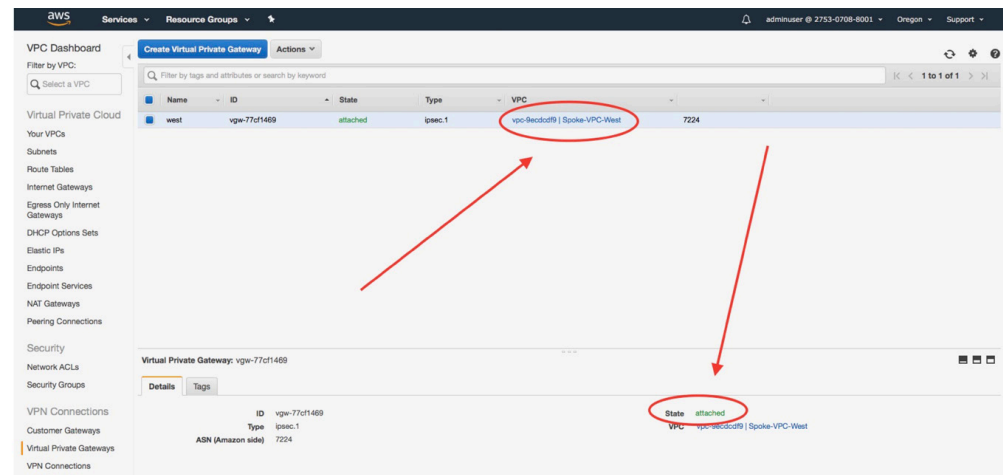 aws Services Resource Groups adminuser @ 2753-0708-8001 Oregon Support
VPC Dashboard
Filter by VPC:
Select a VPC
Virtual Private Cloud
Your VPCs
Subnets
Route Tables
Internet Gateways
Egress Only Internet
Gateways
DHCP Options Sets
Elastic IPs
Endpoints
Endpoint Services
NAT Gateways
Peering Connections
Security
Network ACLs
Security Groups
VPN Connections
Customer Gateways
Virtual Private Gateways
VPN Connections
Create Virtual Private Gateway Actions
Filter by tags and attributes or search by keyword
1 to 1 of 1
Name ID State Type VPC
west vgw-77cf1469 attached ipsec.1 vpc-9ecdcdf9 | Spoke-VPC-West 7224
Virtual Private Gateway: vgw-77cf1469
Details Tags
ID vgw-77cf1469 State attached
Type ipsec.1 VPC vpc-9ecdcdf9 | Spoke-VPC-West
ASN (Amazon side) 7224